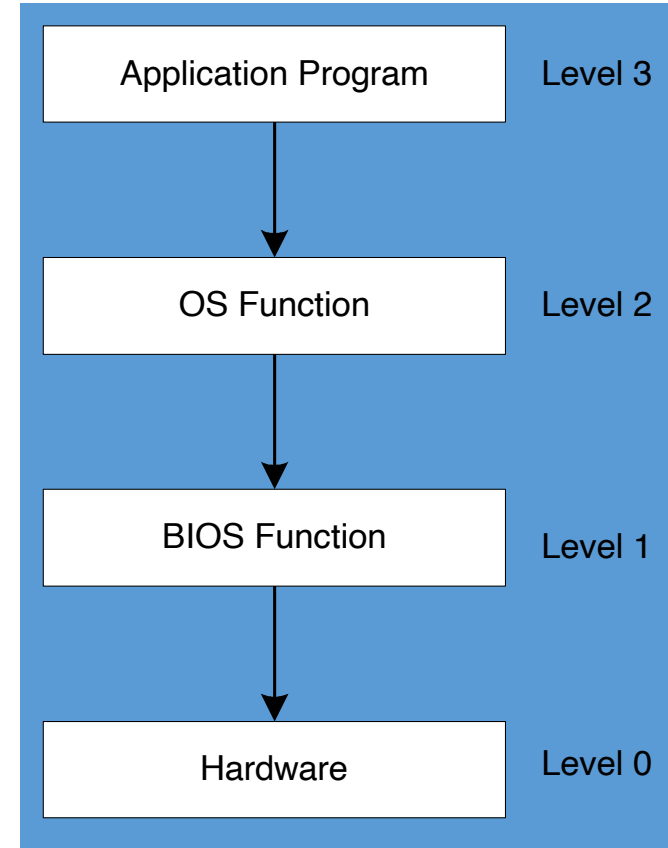 Application Program
Level 3
OS Function
Level 2
BIOS Function
Level 1
Hardware
Level 0